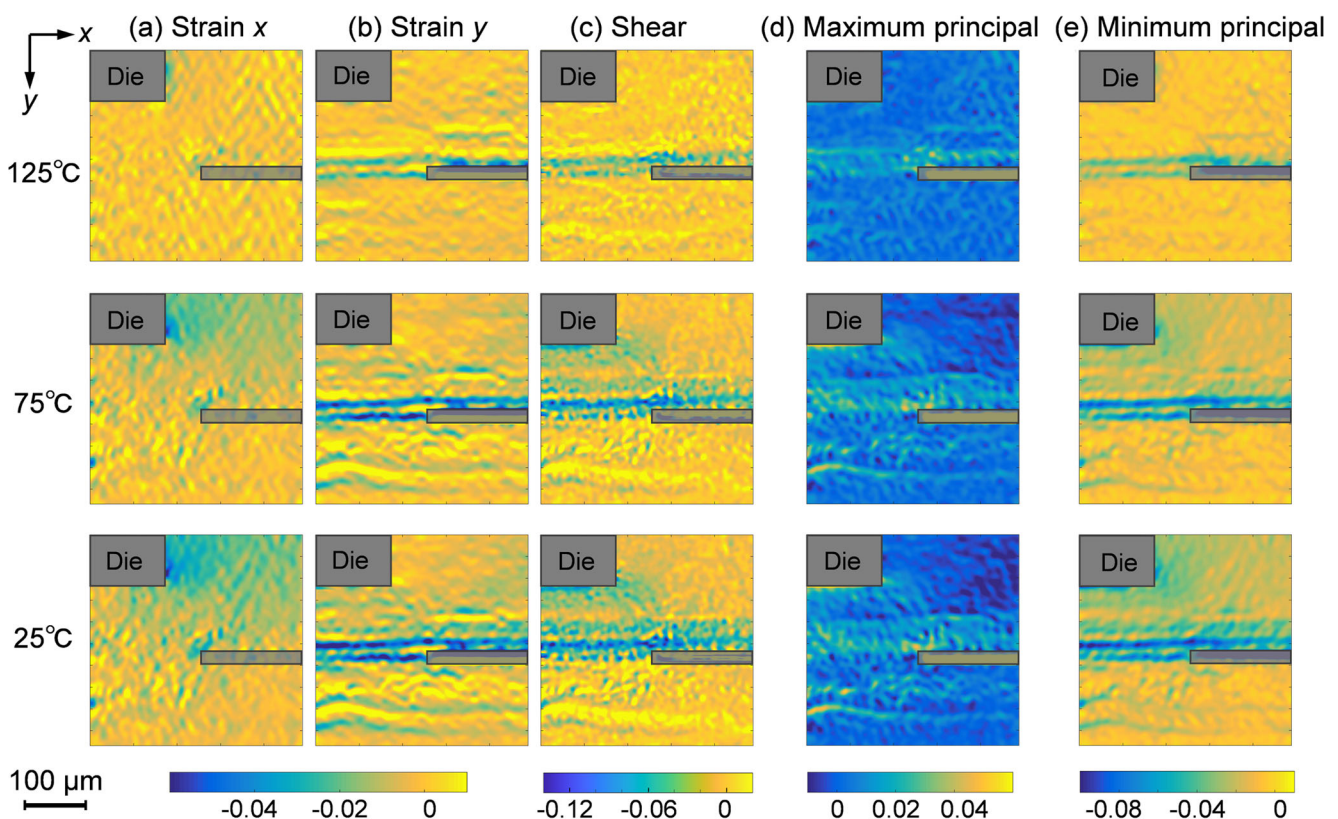 x
y
(a) Strain x
(b) Strain y
(c) Shear
(d) Maximum principal
(e) Minimum principal
Die
Die
Die
Die
Die
125℃
Die
Die
Die
Die
Die
75℃
Die
Die
Die
Die
Die
25℃
100 µm
-0.04 -0.02 0
-0.12 -0.06 0
0 0.02 0.04
-0.08 -0.04 0